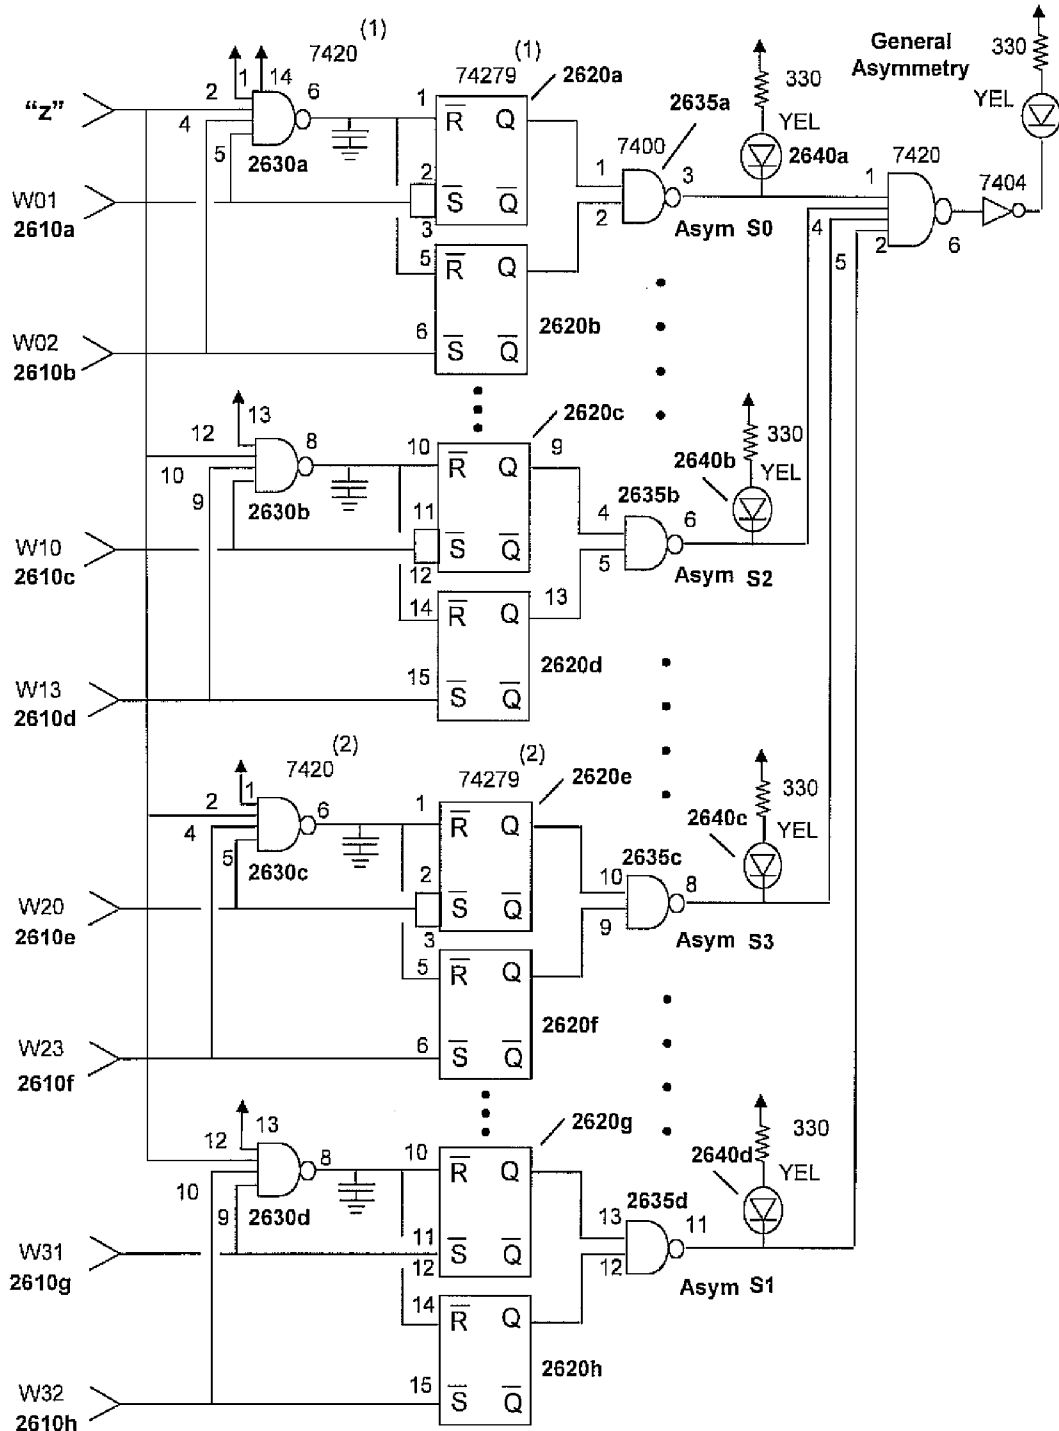 (1)
7420
1
14
2
6
"z"
4
5
2630a
W01
2610a
W02
2610b
(1)
74279
2620a
1
R̅ Q
2
S̅ Q̅
3
5
R̅ Q
2620b
6
S̅ Q̅
2635a
7400
1
3
2
Asym S0
330
YEL
2640a
General
Asymmetry
330
YEL
7420
1
4
2
5
6
7404
13
12
8
10
9
2630b
W10
2610c
W13
2610d
2620c
10
R̅ Q
9
11
S̅ Q̅
12
14
R̅ Q
13
2620d
15
S̅ Q̅
2635b
4
6
5
Asym S2
330
2640b
YEL
(2)
7420
1
2
6
4
5
2630c
W20
2610e
W23
2610f
(2)
74279
2620e
1
R̅ Q
2
S̅ Q̅
3
5
R̅ Q
2620f
6
S̅ Q̅
2635c
10
8
9
Asym S3
330
2640c
YEL
13
12
8
10
9
2630d
W31
2610g
W32
2610h
2620g
10
R̅ Q
11
S̅ Q̅
12
14
R̅ Q
2620h
15
S̅ Q̅
2635d
13
11
12
Asym S1
330
2640d
YEL